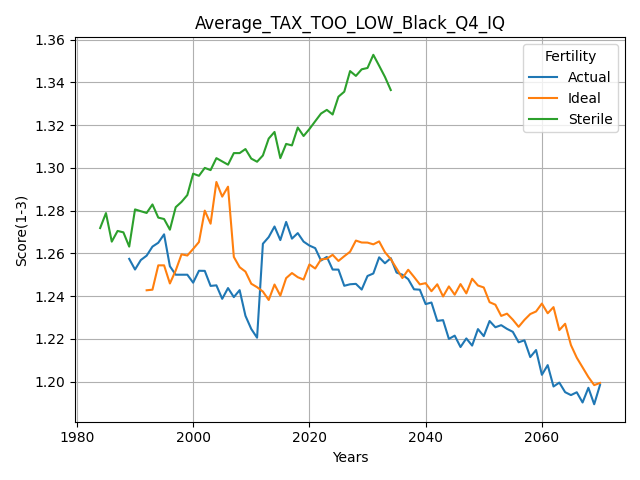 Average_TAX_TOO_LOW_Black_Q4_IQ
Score(1-3)
1.36
1.34
1.32
1.30
1.28
1.26
1.24
1.22
1.20
Fertility
Actual
Ideal
Sterile
1980
2000
2020
2040
2060
Years